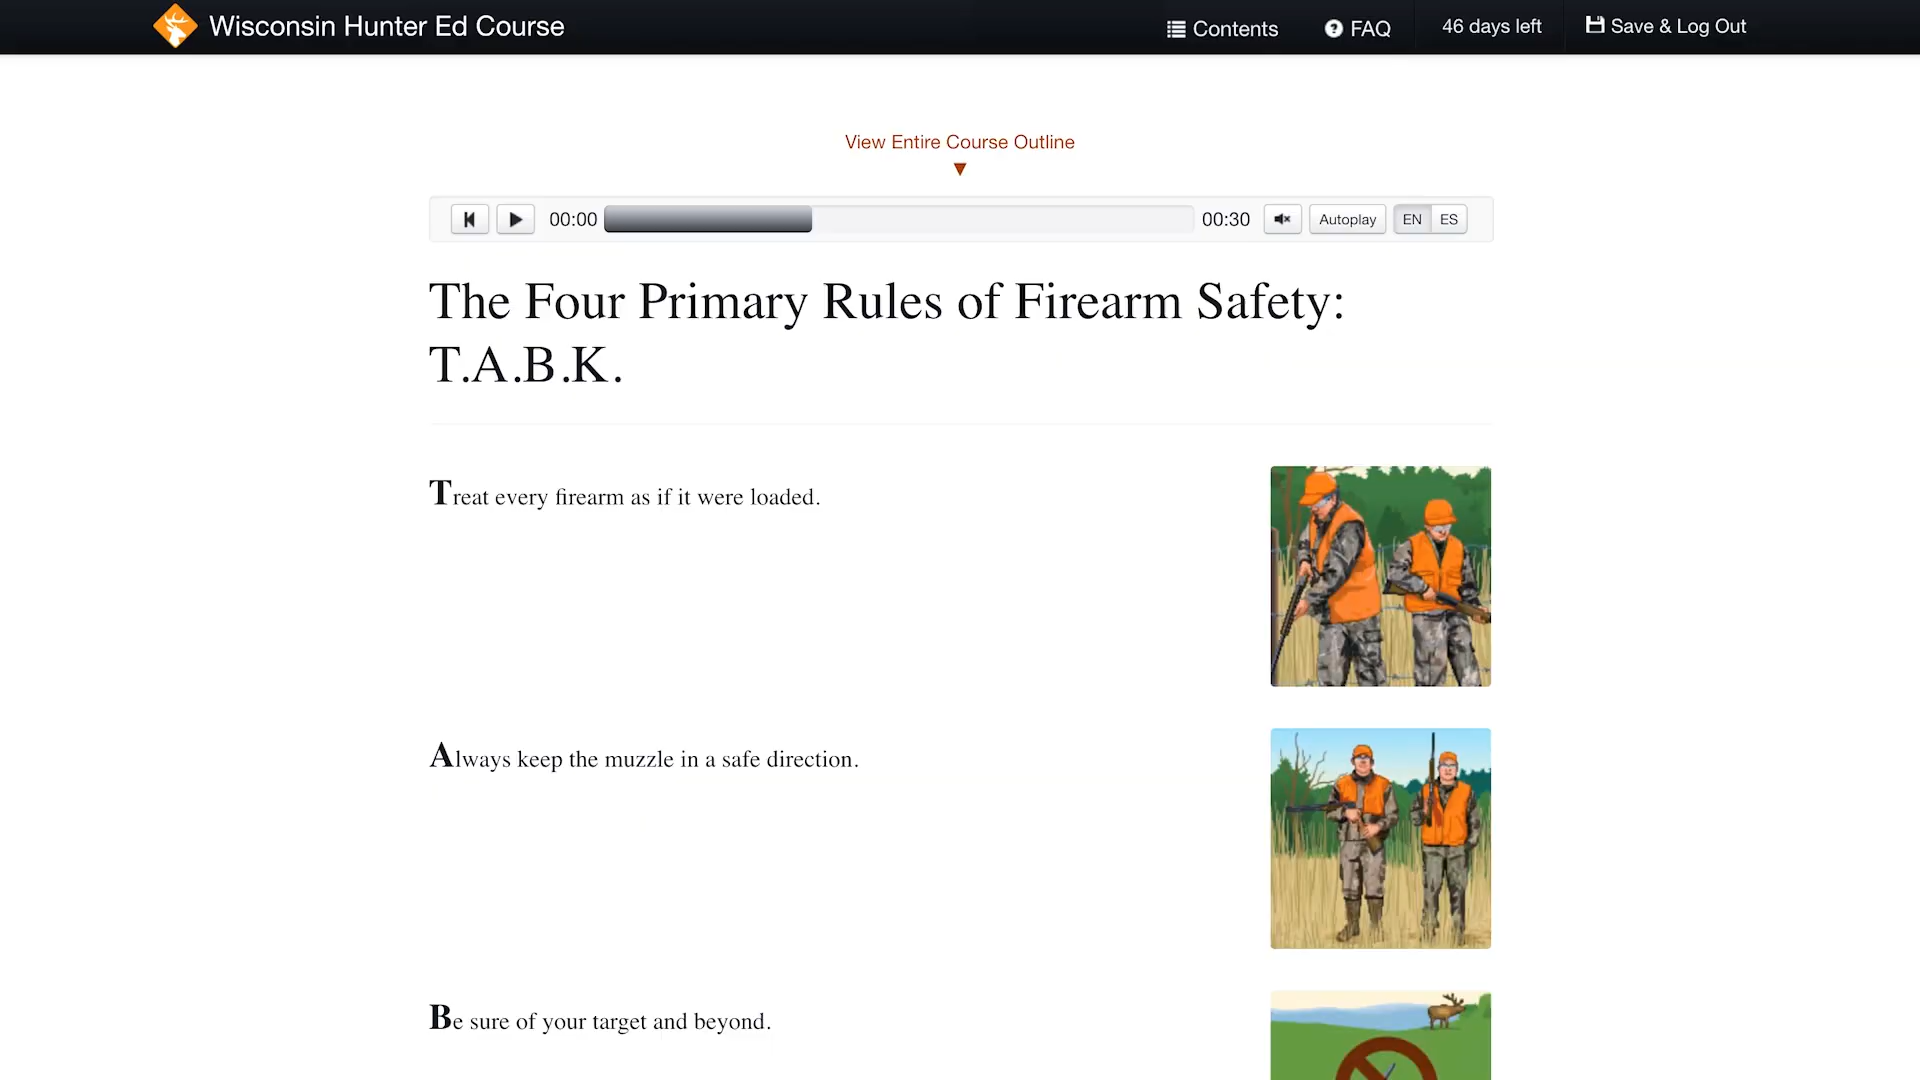 Wisconsin Hunter Ed Course
Contents
FAQ
46 days left
Save & Log Out
View Entire Course Outline
00:00
00:30
Autoplay
EN
ES
The Four Primary Rules of Firearm Safety:
T.A.B.K.
Treat every firearm as if it were loaded.
Always keep the muzzle in a safe direction.
Be sure of your target and beyond.